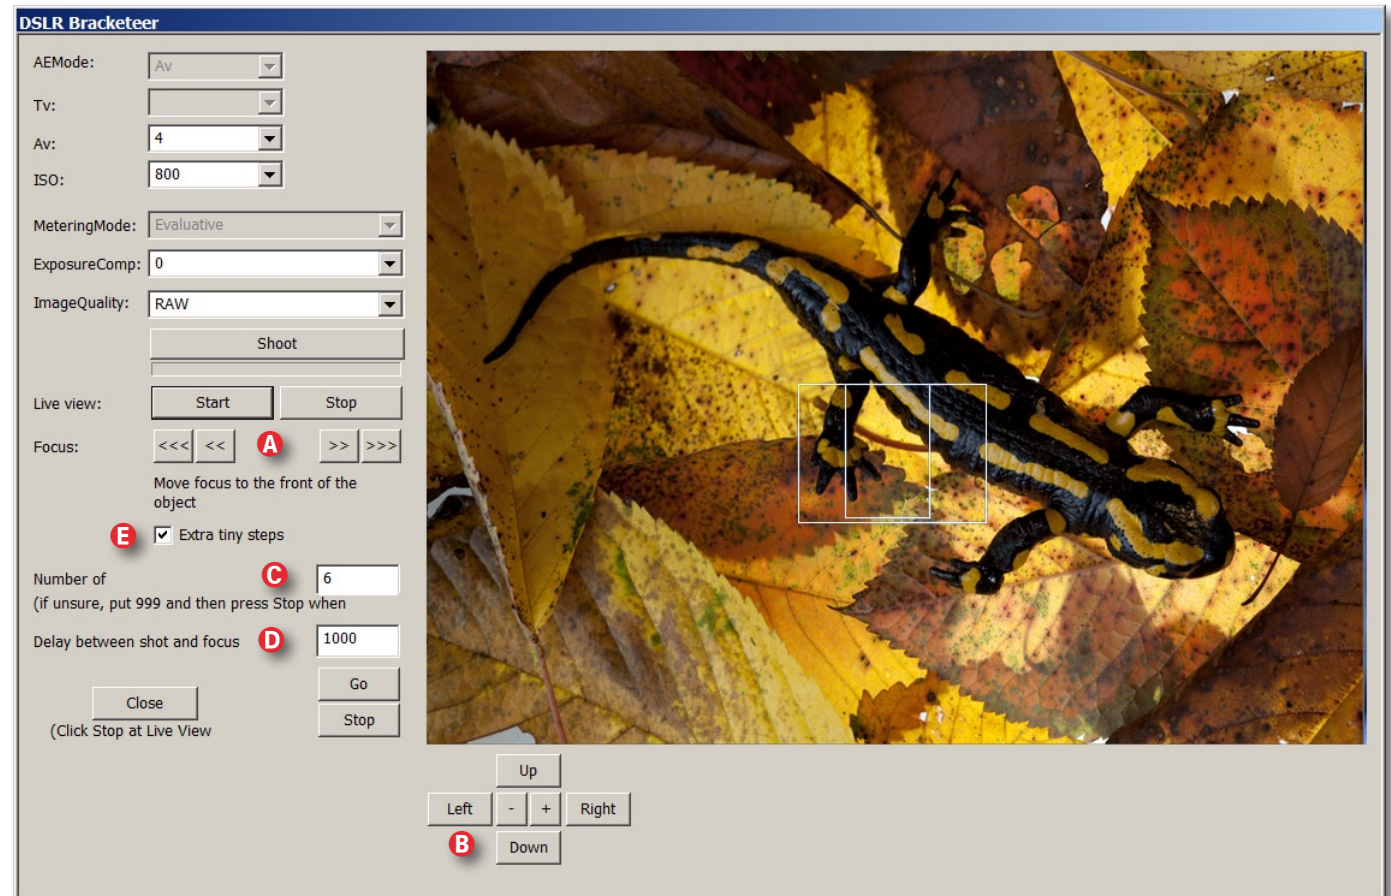 DSLR Bracketeer
AEMode: Av
Tv:
Av: 4
ISO: 800
MeteringMode: Evaluative
ExposureComp: 0
ImageQuality: RAW
Shoot
Live view: Start Stop
Focus: <<< << A >> >>>
Move focus to the front of the
object
E Extra tiny steps
Number of C 6
(if unsure, put 999 and then press Stop when
Delay between shot and focus D 1000
Go
Close
Stop
(Click Stop at Live View
Up
Left - + Right
B Down